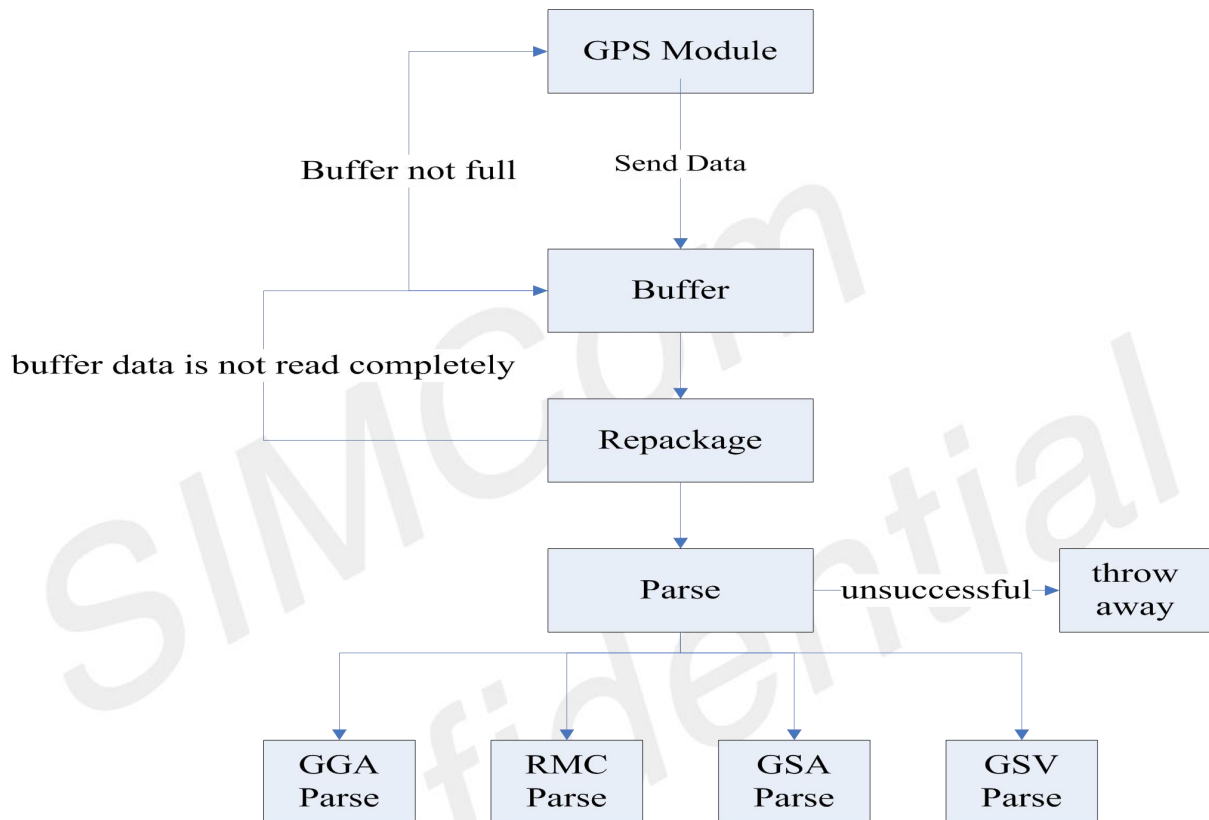 GPS Module
Buffer not full
Send Data
Buffer
buffer data is not read completely
Repackage
Parse
unsuccessful
throw
away
GGA
Parse
RMC
Parse
GSA
Parse
GSV
Parse
SIMCom
fidential